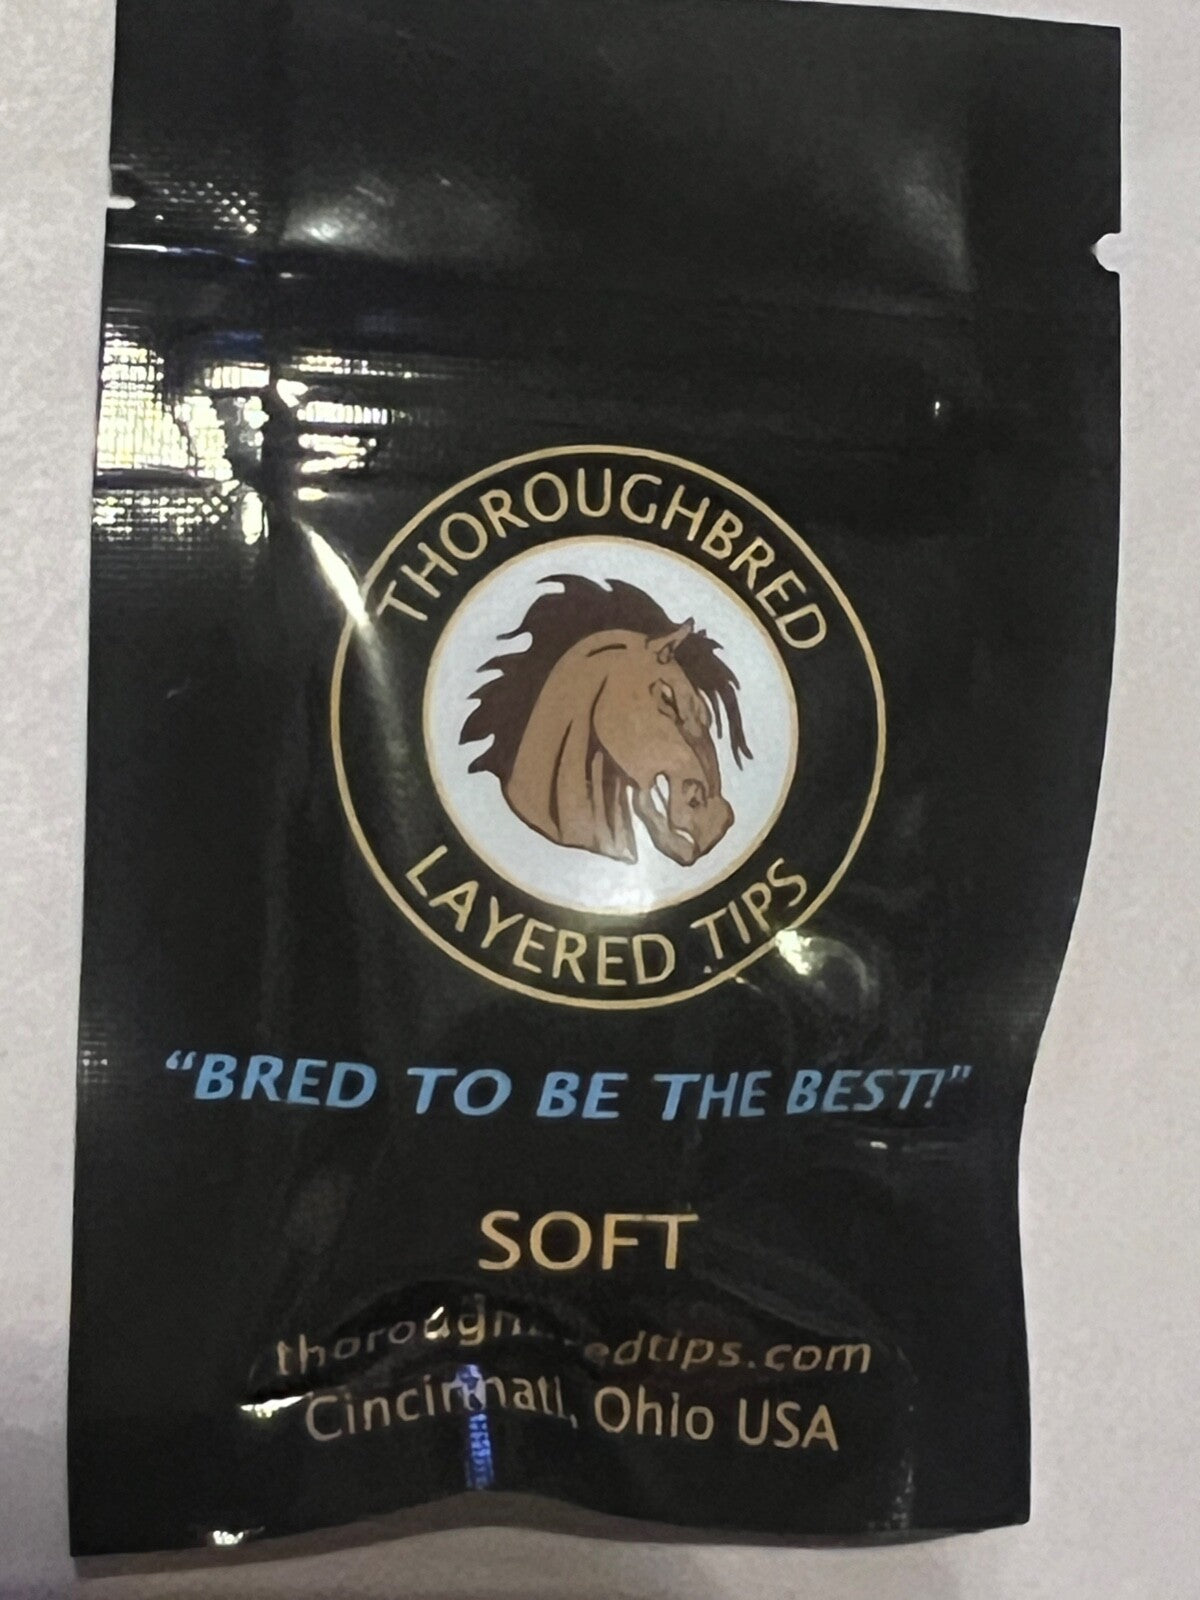 THOROUGHBRED
LAYERED TIPS
“BRED TO BE THE BEST!”
SOFT
Cincinnati, Ohio USA